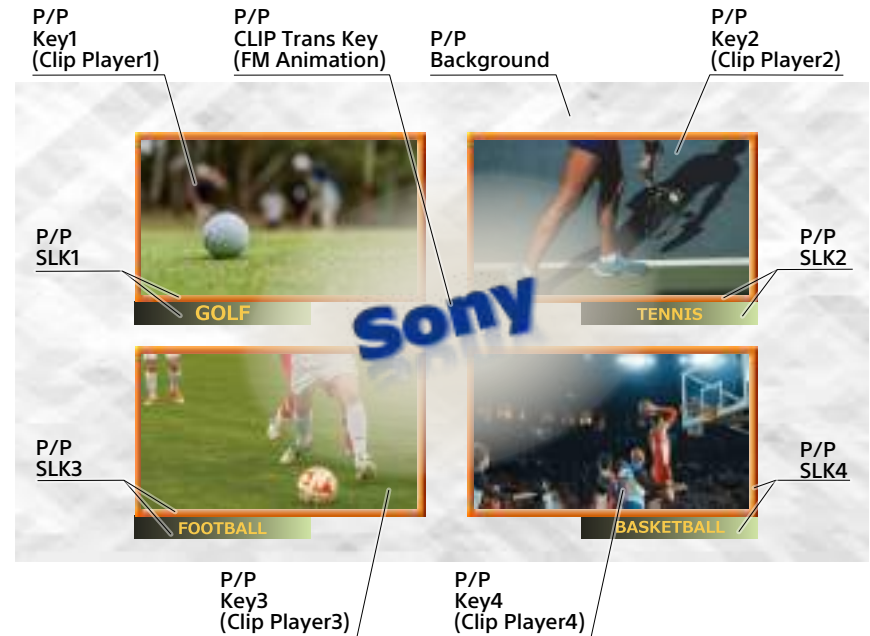 P/P
Key1
(Clip Player1)
P/P
CLIP Trans Key
(FM Animation)
P/P
Background
P/P
Key2
(Clip Player2)
P/P
SLK1
P/P
SLK2
GOLF
Sony
TENNIS
P/P
SLK3
P/P
SLK4
FOOTBALL
BASKETBALL
P/P
Key3
(Clip Player3)
P/P
Key4
(Clip Player4)